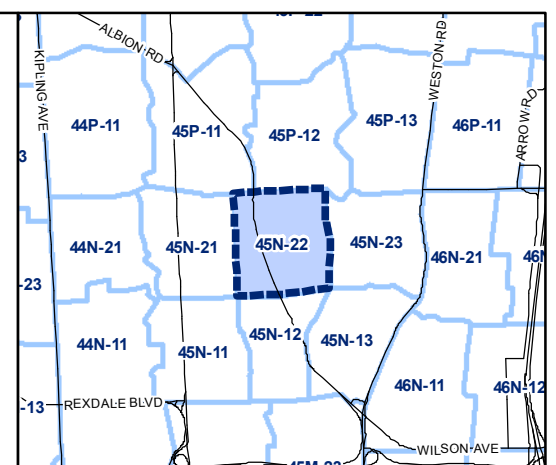 ALBION RD
KIPLING AVE
WESTON RD
ARROW RD
44P-11
45P-11
45P-12
45P-13
46P-11
3
44N-21
45N-21
45N-22
45N-23
46N-21
-23
44N-11
45N-11
45N-12
45N-13
46N-11
46N-12
-13
REXDALE BLVD
WILSON AVE